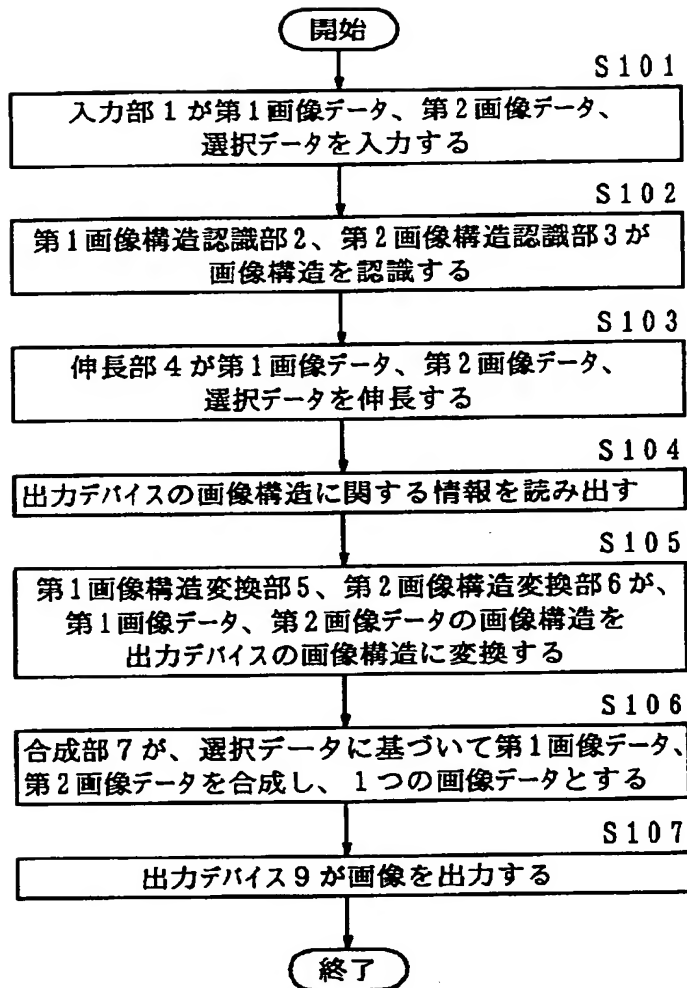 開始
S101
入力部1が第1画像データ、第2画像データ、
選択データを入力する
S102
第1画像構造認識部2、第2画像構造認識部3が
画像構造を認識する
S103
伸長部4が第1画像データ、第2画像データ、
選択データを伸長する
S104
出力デバイスの画像構造に関する情報を読み出す
S105
第1画像構造変換部5、第2画像構造変換部6が、
第1画像データ、第2画像データの画像構造を
出力デバイスの画像構造に変換する
S106
合成部7が、選択データに基づいて第1画像データ、
第2画像データを合成し、1つの画像データとする
S107
出力デバイス9が画像を出力する
終了